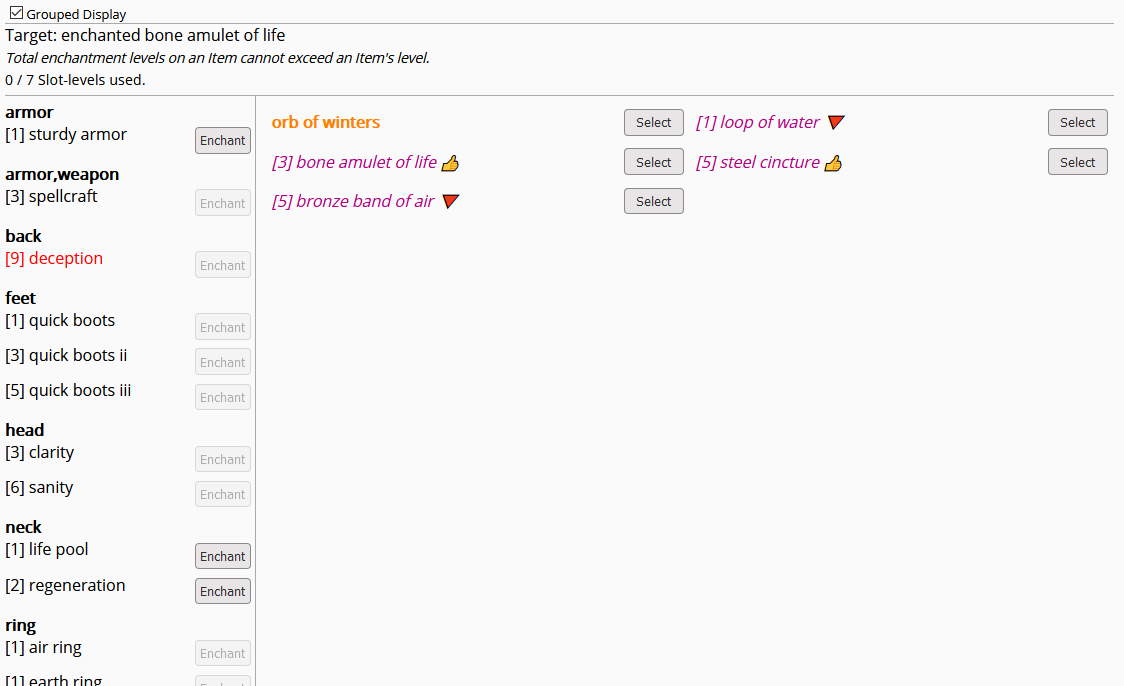 Grouped Display
Target: enchanted bone amulet of life
Total enchantment levels on an Item cannot exceed an Item's level.
0 / 7 Slot-levels used.
armor
[1] sturdy armor
Enchant
armor,weapon
[3] spellcraft
Enchant
back
[9] deception
Enchant
feet
[1] quick boots
Enchant
[3] quick boots ii
Enchant
[5] quick boots iii
Enchant
head
[3] clarity
Enchant
[6] sanity
Enchant
neck
[1] life pool
Enchant
[2] regeneration
Enchant
ring
[1] air ring
Enchant
[1] earth ring
Enchant
orb of winters
Select
[1] loop of water
Select
[3] bone amulet of life
Select
[5] steel cincture
Select
[5] bronze band of air
Select